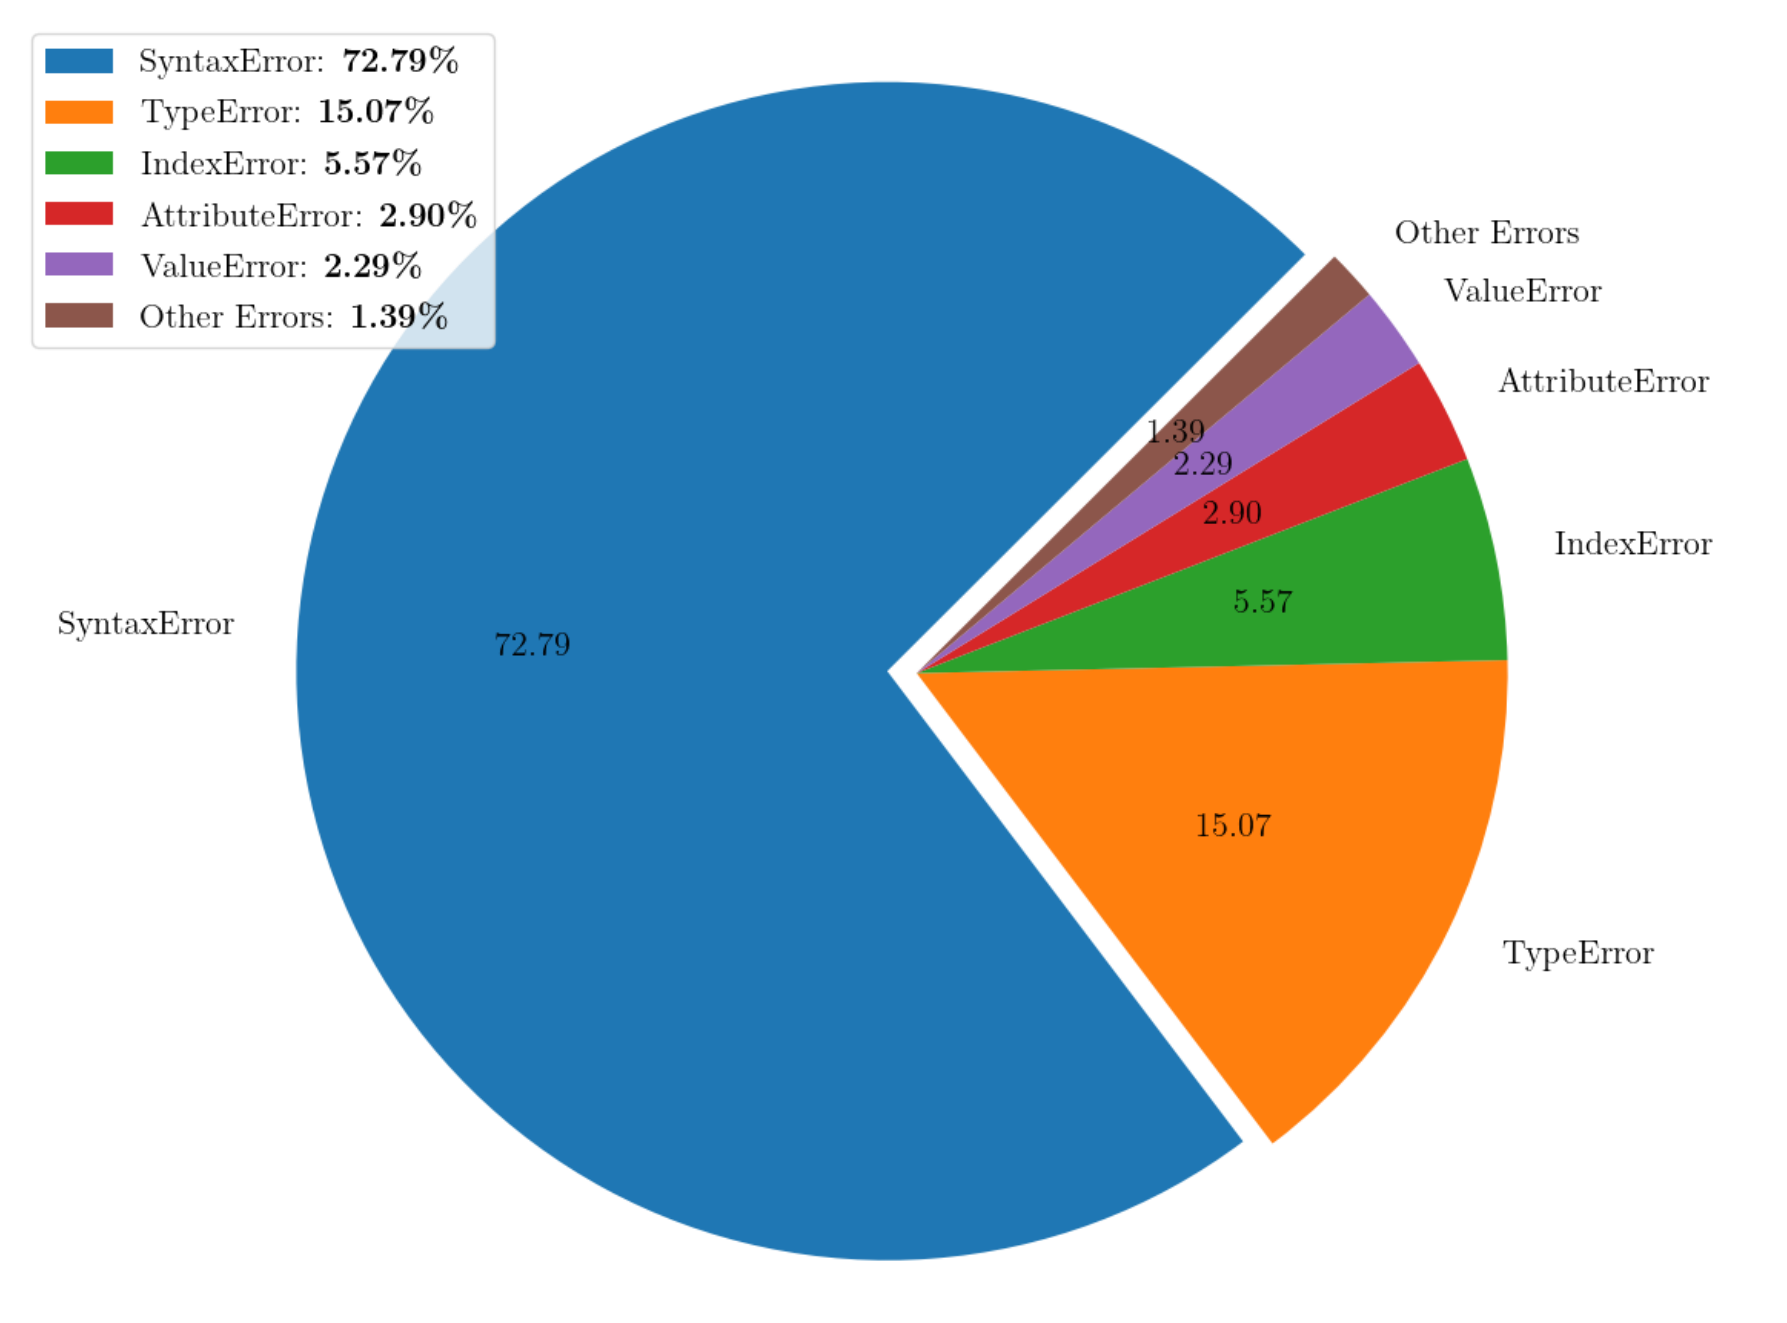 SyntaxError: 72.79%
TypeError: 15.07%
IndexError: 5.57%
AttributeError: 2.90%
ValueError: 2.29%
Other Errors: 1.39%
Other Errors
ValueError
AttributeError
1.39
2.29
2.90
IndexError
5.57
SyntaxError
72.79
15.07
TypeError